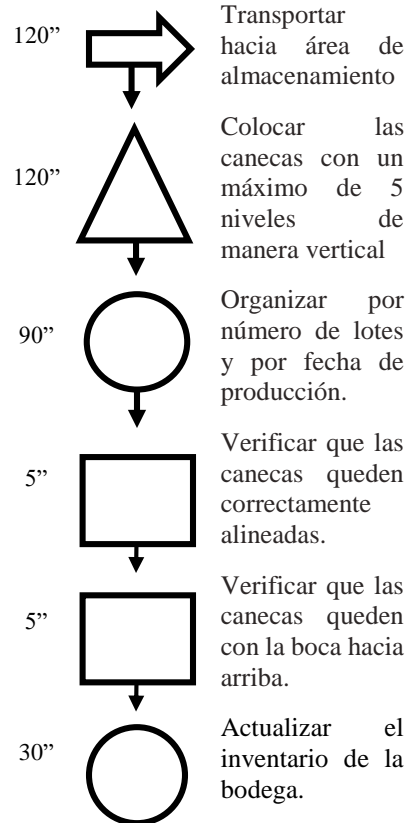 120”
Transportar
hacia área de
almacenamiento
120”
Colocar las
canecas con un
máximo de 5
niveles de
manera vertical
90”
Organizar por
número de lotes
y por fecha de
producción.
5”
Verificar que las
canecas queden
correctamente
alineadas.
5”
Verificar que las
canecas queden
con la boca hacia
arriba.
30”
Actualizar el
inventario de la
bodega.